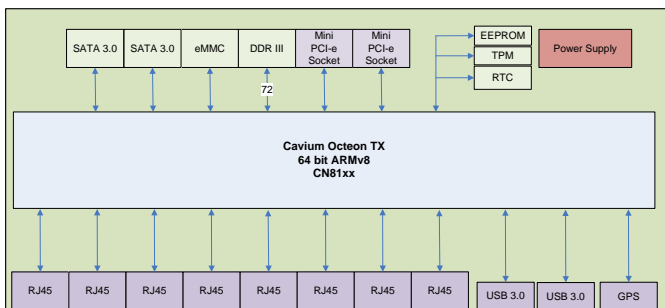 SATA 3.0
SATA 3.0
eMMC
DDR III
Mini
PCI-e
Socket
Mini
PCI-e
Socket
EEPROM
TPM
RTC
Power Supply
72
Cavium Octeon TX
64 bit ARMv8
CN81xx
RJ45
RJ45
RJ45
RJ45
RJ45
RJ45
RJ45
RJ45
USB 3.0
USB 3.0
GPS